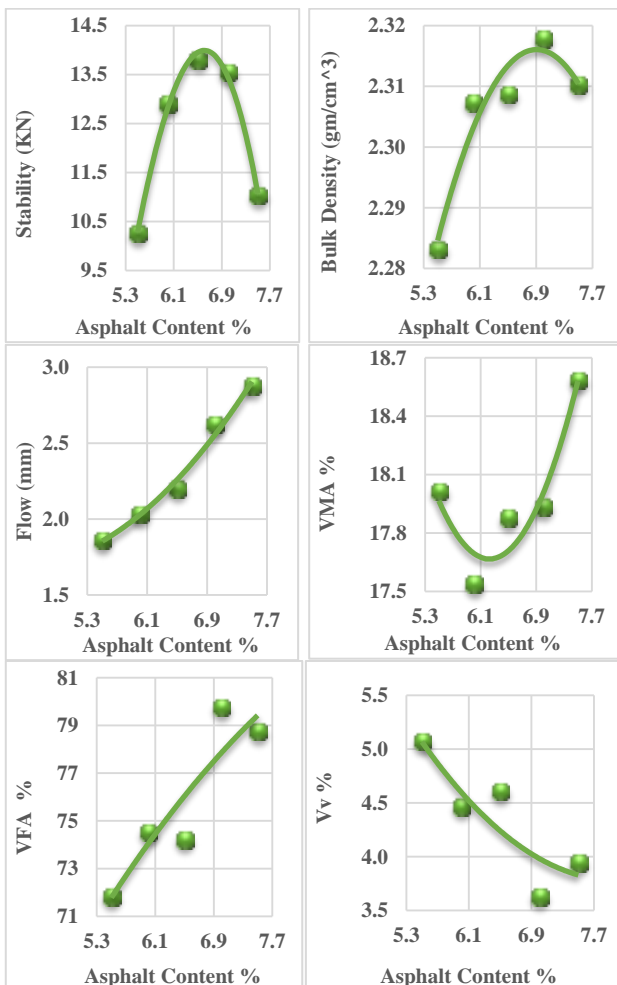 Stability (KN)
14.5
13.5
12.5
11.5
10.5
9.5
5.3 6.1 6.9 7.7
Asphalt Content %
Bulk Density (gm/cm^3)
2.32
2.31
2.30
2.29
2.28
5.3 6.1 6.9 7.7
Asphalt Content %
Flow (mm)
3.0
2.5
2.0
1.5
5.3 6.1 6.9 7.7
Asphalt Content %
VMA %
18.7
18.4
18.1
17.8
17.5
5.3 6.1 6.9 7.7
Asphalt Content %
VFA %
81
79
77
75
73
71
5.3 6.1 6.9 7.7
Asphalt Content %
Vv %
5.5
5.0
4.5
4.0
3.5
5.3 6.1 6.9 7.7
Asphalt Content %